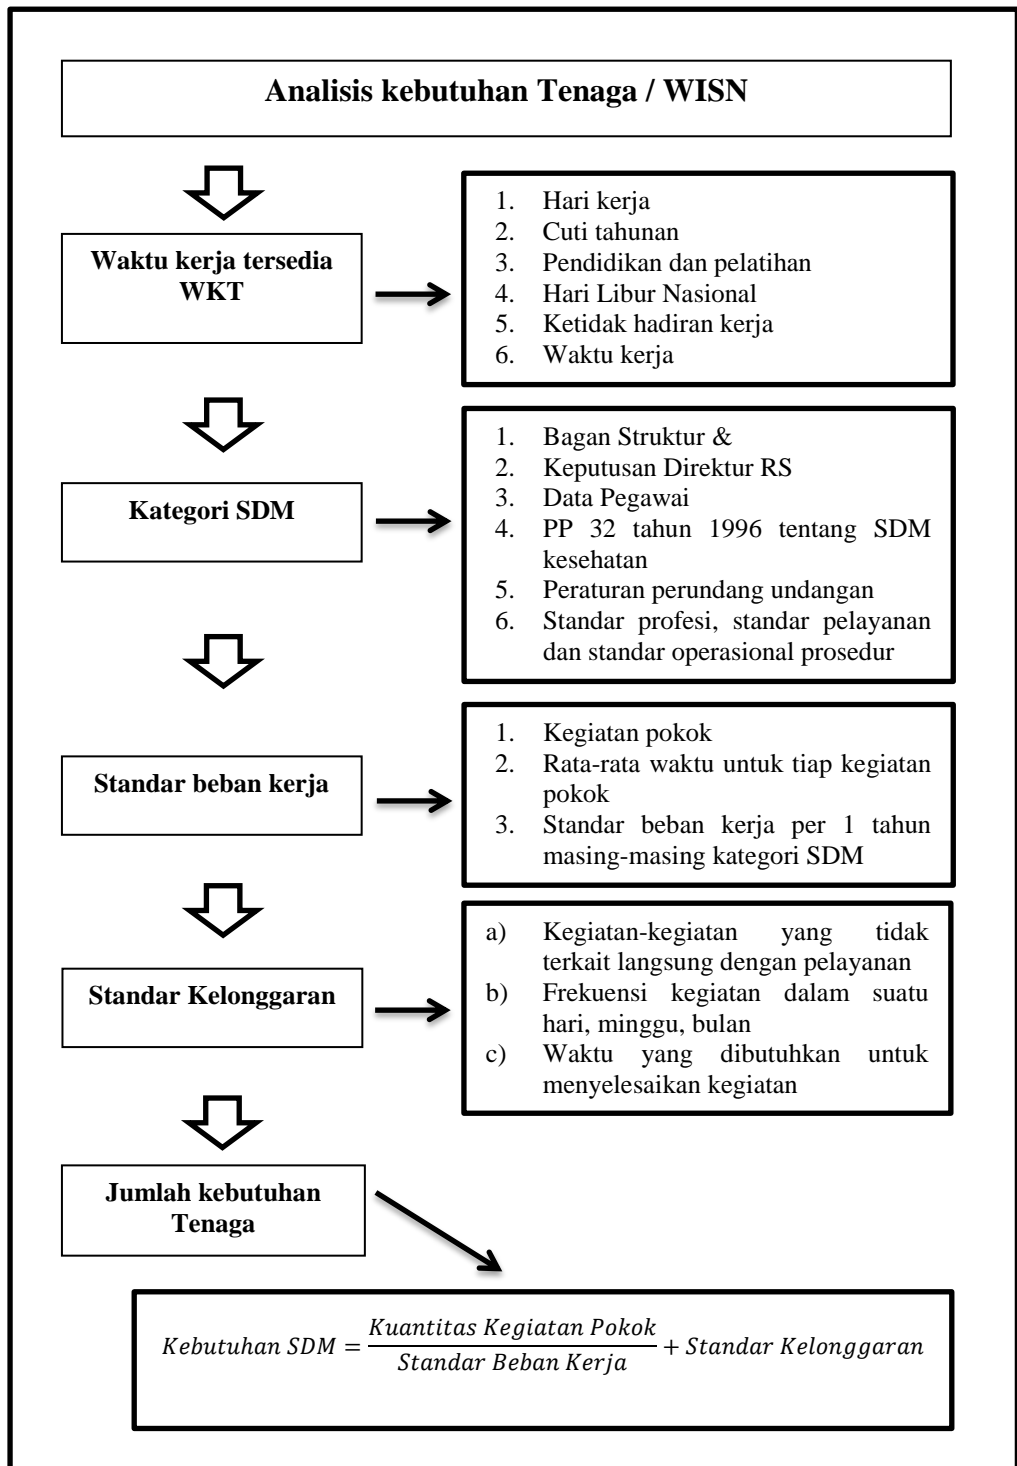 Analisis kebutuhan Tenaga / WISN
Waktu kerja tersedia
WKT
1. Hari kerja
2. Cuti tahunan
3. Pendidikan dan pelatihan
4. Hari Libur Nasional
5. Ketidak hadiran kerja
6. Waktu kerja
Kategori SDM
1. Bagan Struktur &
2. Keputusan Direktur RS
3. Data Pegawai
4. PP 32 tahun 1996 tentang SDM
kesehatan
5. Peraturan perundang undangan
6. Standar profesi, standar pelayanan
dan standar operasional prosedur
Standar beban kerja
1. Kegiatan pokok
2. Rata-rata waktu untuk tiap kegiatan
pokok
3. Standar beban kerja per 1 tahun
masing-masing kategori SDM
Standar Kelonggaran
a) Kegiatan-kegiatan yang tidak
terkait langsung dengan pelayanan
b) Frekuensi kegiatan dalam suatu
hari, minggu, bulan
c) Waktu yang dibutuhkan untuk
menyelesaikan kegiatan
Jumlah kebutuhan
Tenaga
Kebutuhan SDM = Kuantitas Kegiatan Pokok / Standar Beban Kerja + Standar Kelonggaran